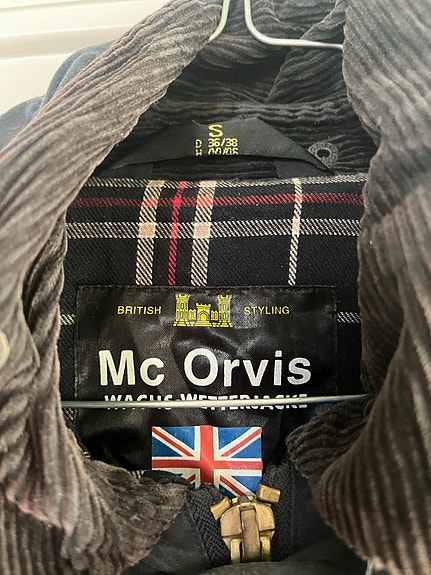 S
D 36/38
BRITISH STYLING
Mc Orvis
WACHS-WETTERJACKE